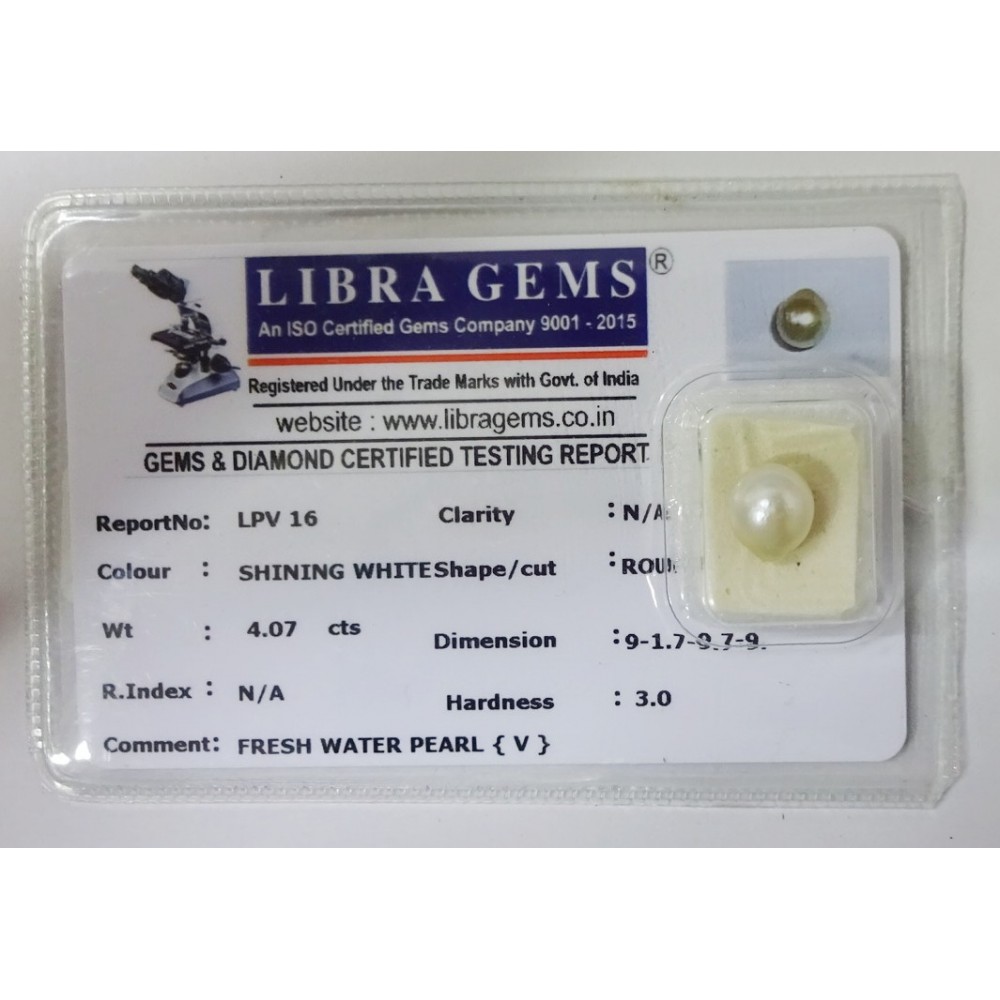 LIBRA GEMS ®
An ISO Certified Gems Company 9001 - 2015
Registered Under the Trade Marks with Govt. of India
website : www.libragems.co.in
GEMS & DIAMOND CERTIFIED TESTING REPORT
ReportNo: LPV 16 Clarity : N/A
Colour : SHINING WHITE Shape/cut :
Wt : 4.07 cts Dimension :
R.Index : N/A Hardness : 3.0
Comment: FRESH WATER PEARL { V }